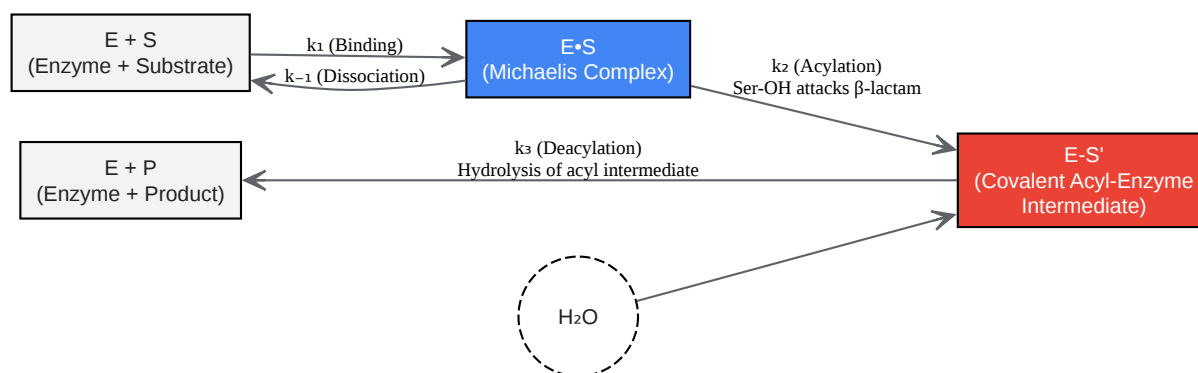 E + S
(Enzyme + Substrate)
k₁ (Binding)
k₋₁ (Dissociation)
E•S
(Michaelis Complex)
k₂ (Acylation)
Ser-OH attacks β-lactam
E + P
(Enzyme + Product)
k₃ (Deacylation)
Hydrolysis of acyl intermediate
E-S'
(Covalent Acyl-Enzyme
Intermediate)
H₂O